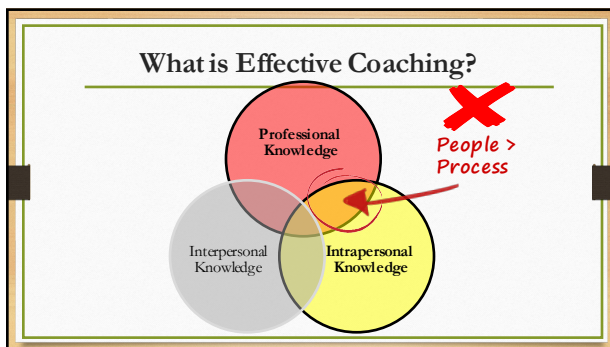 What is Effective Coaching?
Professional
Knowledge
People >
Process
Interpersonal
Knowledge
Intrapersonal
Knowledge